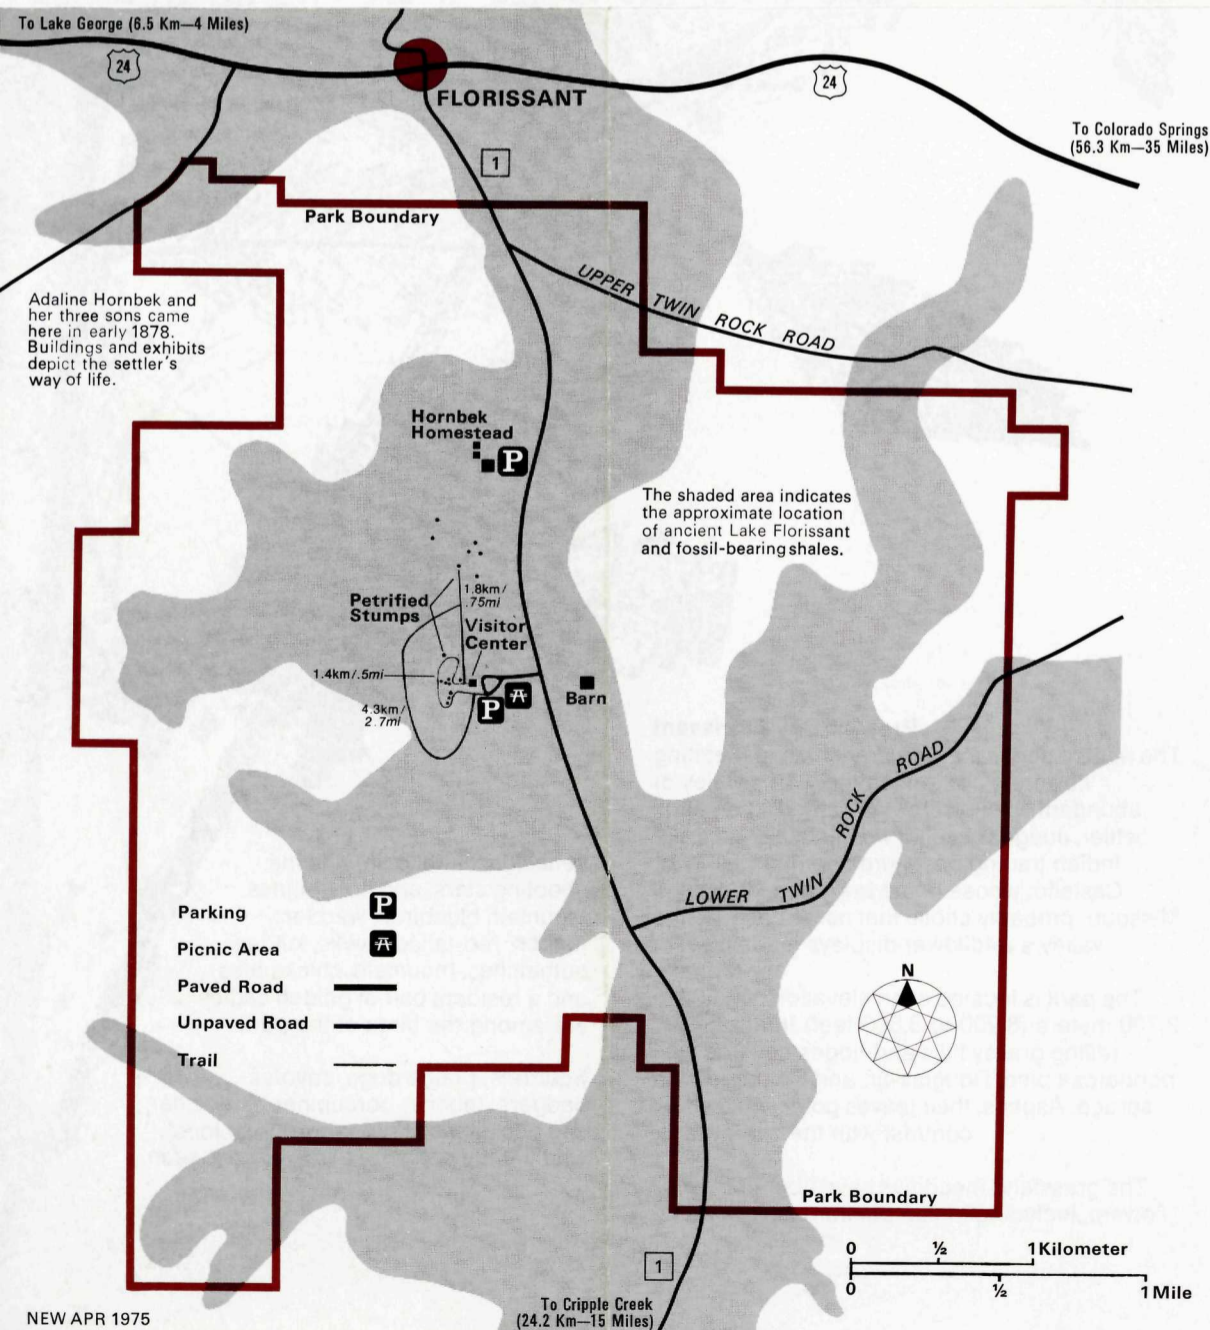 To Lake George (6.5 Km—4 Miles)
24
FLORISSANT
24
To Colorado Springs
(56.3 Km—35 Miles)
1
Park Boundary
UPPER TWIN ROCK ROAD
Adaline Hornbek and
her three sons came
here in early 1878.
Buildings and exhibits
depict the settler's
way of life.
Hornbek
Homestead
P
The shaded area indicates
the approximate location
of ancient Lake Florissant
and fossil-bearing shales.
Petrified
Stumps
1.8km/
.75mi
Visitor
Center
1.4km/.5mi
4.3km/
2.7mi
P
Barn
LOWER TWIN ROCK ROAD
Parking P
Picnic Area
Paved Road
Unpaved Road
Trail
N
Park Boundary
0 ½ 1 Kilometer
0 ½ 1 Mile
1
To Cripple Creek
(24.2 Km—15 Miles)
NEW APR 1975